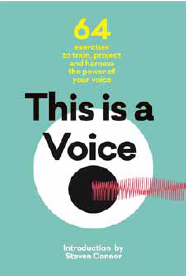 64
exercises
to train, project
and harness
the power of
your voice
This is a
Voice
Introduction by
Steven Connor